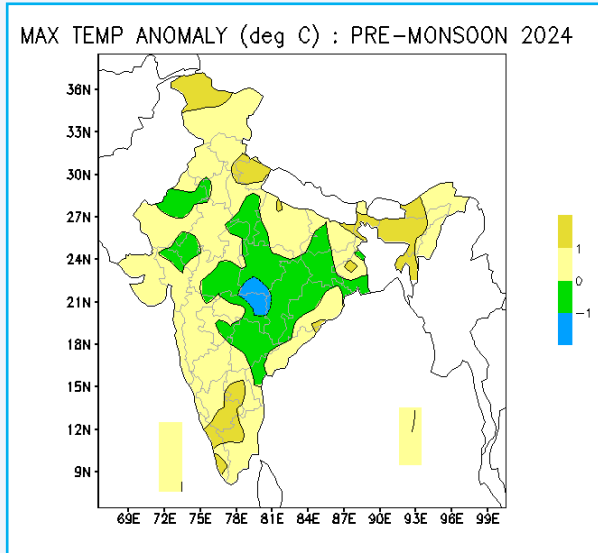 MAX TEMP ANOMALY (deg C) : PRE-MONSOON 2024
36N
33N
30N
27N
24N
21N
18N
15N
12N
9N
69E 72E 75E 78E 81E 84E 87E 90E 93E 96E 99E
1
0
-1